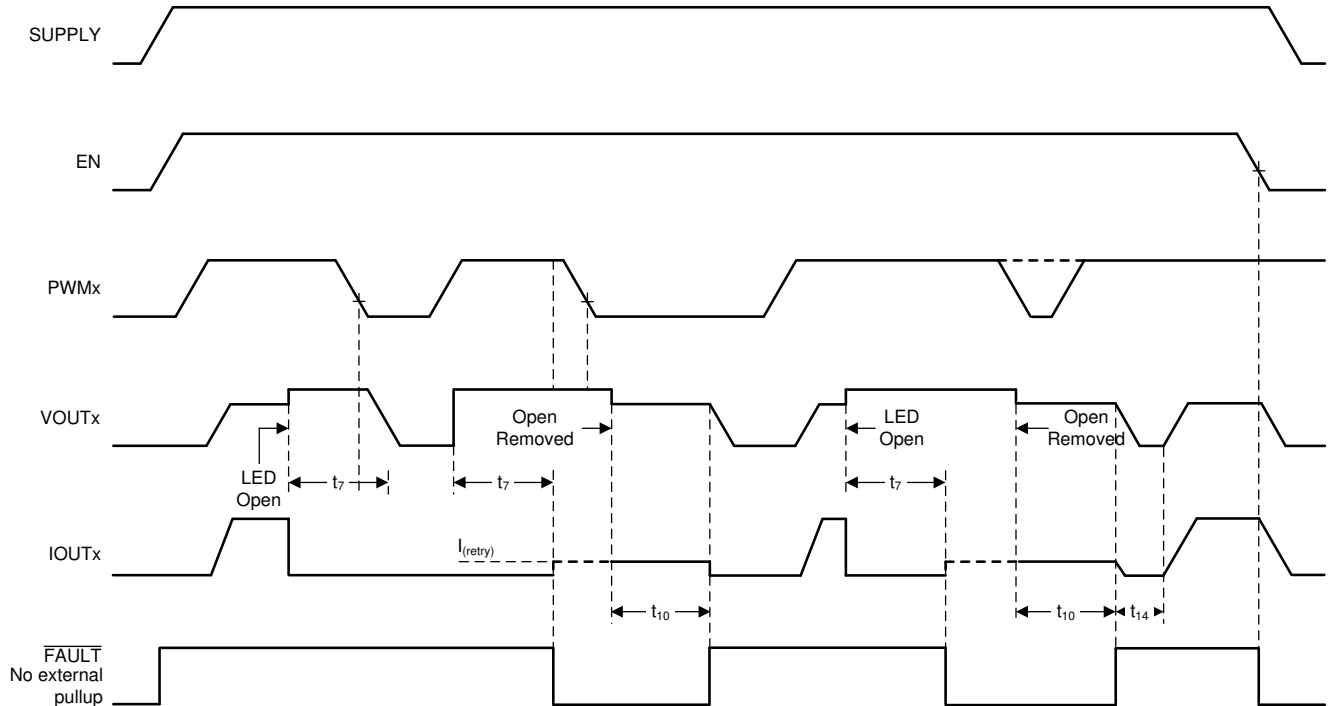 SUPPLY
EN
PWMx
VOUTx
Open
Removed
LED
Open
Open
Removed
LED
Open
t7
t7
t7
IOUTx
I(retry)
t10
t10
t14
FAULT
No external
pullup